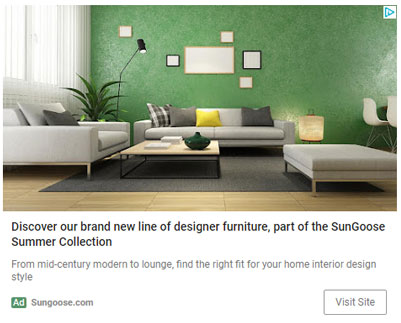 Discover our brand new line of designer furniture, part of the SunGoose
Summer Collection
From mid-century modern to lounge, find the right fit for your home interior design
style
Ad Sungoose.com
Visit Site